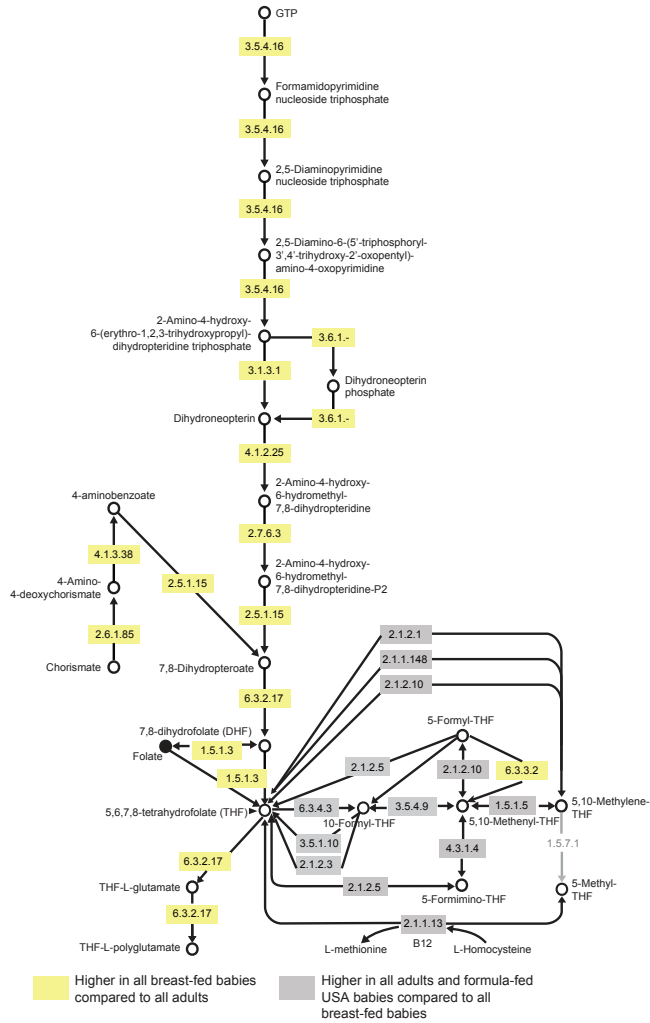 GTP
3.5.4.16
Formamidopyrimidine
nucleoside triphosphate
3.5.4.16
2,5-Diaminopyrimidine
nucleoside triphosphate
3.5.4.16
2,5-Diamino-6-(5'-triphosphoryl-
3',4'-trihydroxy-2'-oxopentyl)-
amino-4-oxopyrimidine
3.5.4.16
2-Amino-4-hydroxy-
6-(erythro-1,2,3-trihydroxypropyl)-
dihydropteridine triphosphate
3.6.1.-
3.1.3.1
Dihydroneopterin
phosphate
Dihydroneopterin
3.6.1.-
4.1.2.25
2-Amino-4-hydroxy-
6-hydromethyl-
7,8-dihydropteridine
4-aminobenzoate
2.7.6.3
4.1.3.38
2-Amino-4-hydroxy-
6-hydromethyl-
7,8-dihydropteridine-P2
4-Amino-
4-deoxychorismate
2.5.1.15
2.5.1.15
2.6.1.85
2.1.2.1
Chorismate
7,8-Dihydropteroate
2.1.1.148
2.1.2.10
6.3.2.17
5-Formyl-THF
7,8-dihydrofolate (DHF)
Folate
1.5.1.3
2.1.2.5
2.1.2.10
6.3.3.2
1.5.1.3
5,6,7,8-tetrahydrofolate (THF)
6.3.4.3
10-Formyl-THF
3.5.4.9
5,10-Methenyl-THF
1.5.1.5
5,10-Methylene-
THF
3.5.1.10
4.3.1.4
1.5.7.1
2.1.2.3
6.3.2.17
THF-L-glutamate
2.1.2.5
5-Formimino-THF
5-Methyl-
THF
6.3.2.17
2.1.1.13
THF-L-polyglutamate
L-methionine
B12
L-Homocysteine
Higher in all breast-fed babies
compared to all adults
Higher in all adults and formula-fed
USA babies compared to all
breast-fed babies